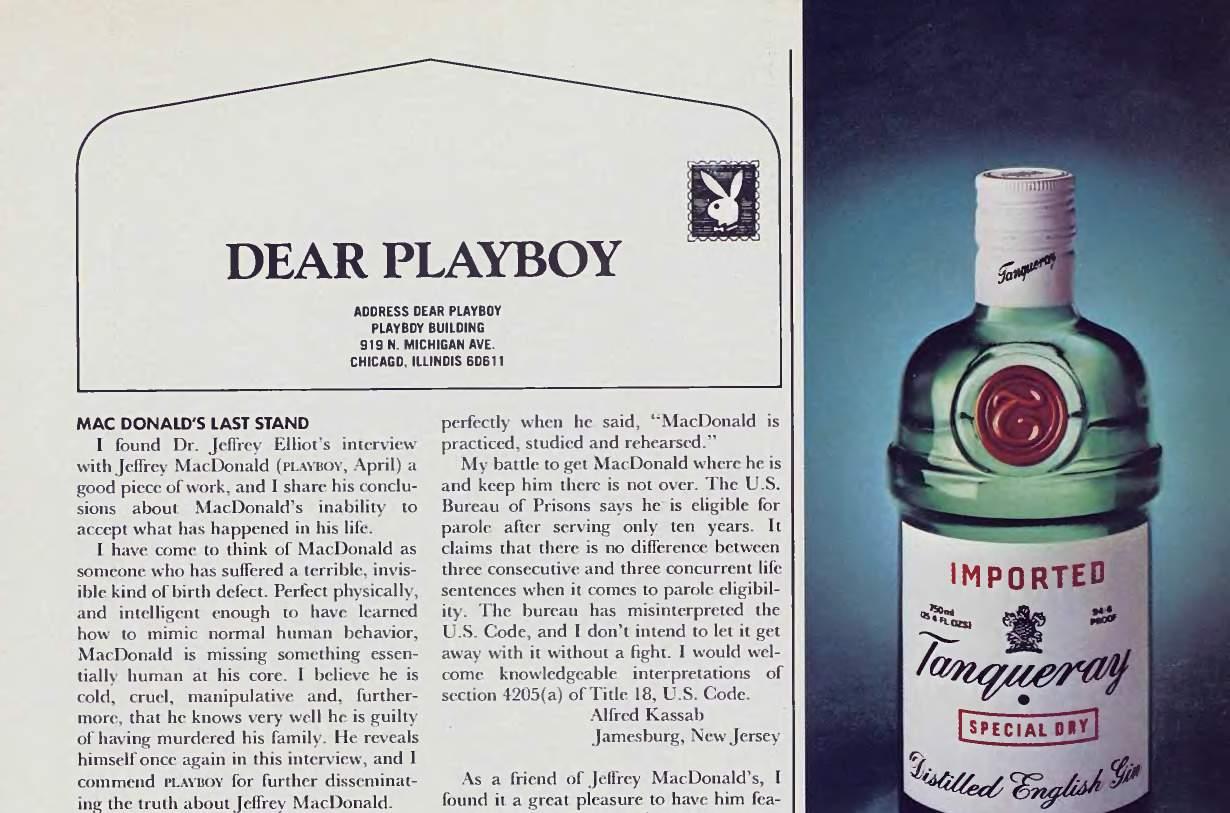 DEAR PLAYBOY
ADDRESS DEAR PLAYBOY
PLAYBOY BUILDING
919 N. MICHIGAN AVE.
CHICAGO, ILLINOIS 60611
MAC DONALD'S LAST STAND
I found Dr. Jeffrey Elliot's interview
with Jeffrey MacDonald (PLAYBOY, April) a
good piece of work, and I share his conclu-
sions about MacDonald's inability to
accept what has happened in his life.
I have come to think of MacDonald as
someone who has suffered a terrible, invis-
ible kind of birth defect. Perfect physically,
and intelligent enough to have learned
how to mimic normal human behavior,
MacDonald is missing something essen-
tially human at his core. I believe he is
cold, cruel, manipulative and, further-
more, that he knows very well he is guilty
of having murdered his family. He reveals
himself once again in this interview, and I
commend PLAYBOY for further disseminat-
ing the truth about Jeffrey MacDonald.
perfectly when he said, "MacDonald is
practiced, studied and rehearsed."
My battle to get MacDonald where he is
and keep him there is not over. The U.S.
Bureau of Prisons says he is eligible for
parole after serving only ten years. It
claims that there is no difference between
three consecutive and three concurrent life
sentences when it comes to parole eligibil-
ity. The bureau has misinterpreted the
U.S. Code, and I don't intend to let it get
away with it without a fight. I would wel-
come knowledgeable interpretations of
section 4205(a) of Title 18, U.S. Code.
Alfred Kassab
Jamesburg, New Jersey
As a friend of Jeffrey MacDonald's, I
found it a great pleasure to have him fea-
Tanqueray
IMPORTED
750 ml
(25.4 FL OZS)
94.6
PROOF
Tanqueray
SPECIAL DRY
Distilled English Gin